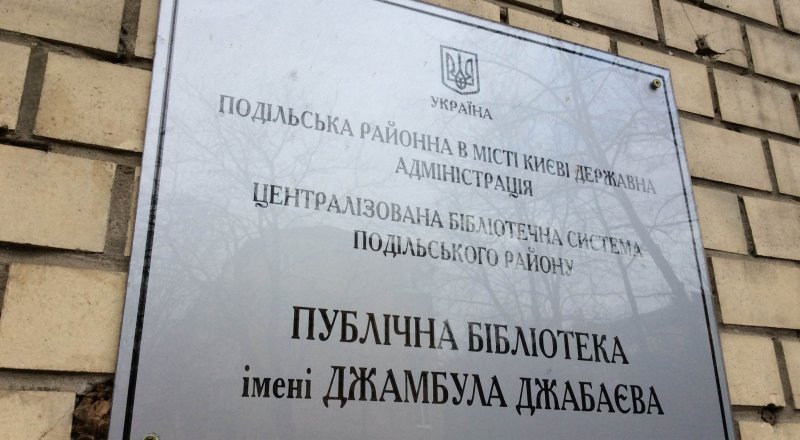 УКРАЇНА
ПОДІЛЬСЬКА РАЙОННА В МІСТІ КИЄВІ ДЕРЖАВНА
АДМІНІСТРАЦІЯ
ЦЕНТРАЛІЗОВАНА БІБЛІОТЕЧНА СИСТЕМА
ПОДІЛЬСЬКОГО РАЙОНУ
ПУБЛІЧНА БІБЛІОТЕКА
імені ДЖАМБУЛА ДЖАБАЄВА